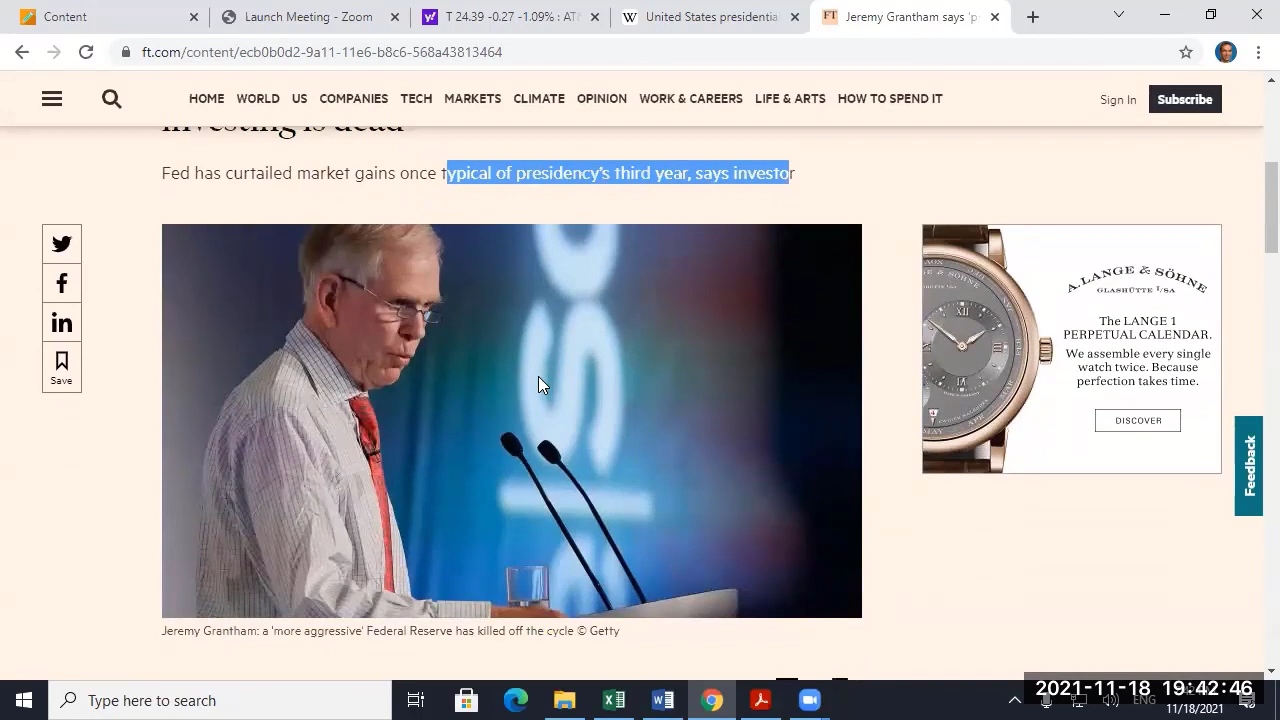 Content
Launch Meeting - Zoom
T 24.39 -0.27 -1.09% : AT&
United States presidentia
Jeremy Grantham says 'p
ft.com/content/ecb0b0d2-9a11-11e6-b8c6-568a43813464
HOME WORLD US COMPANIES TECH MARKETS CLIMATE OPINION WORK & CAREERS LIFE & ARTS HOW TO SPEND IT
Sign In
Subscribe
investing is dead
Fed has curtailed market gains once typical of presidency's third year, says investor
Save
A. LANGE & SÖHNE
GLASHÜTTE I/SA
The LANGE 1
PERPETUAL CALENDAR.
We assemble every single
watch twice. Because
perfection takes time.
DISCOVER
Feedback
Jeremy Grantham: a 'more aggressive' Federal Reserve has killed off the cycle © Getty
Type here to search
2021-11-18 19:42:46
ENG
11/18/2021